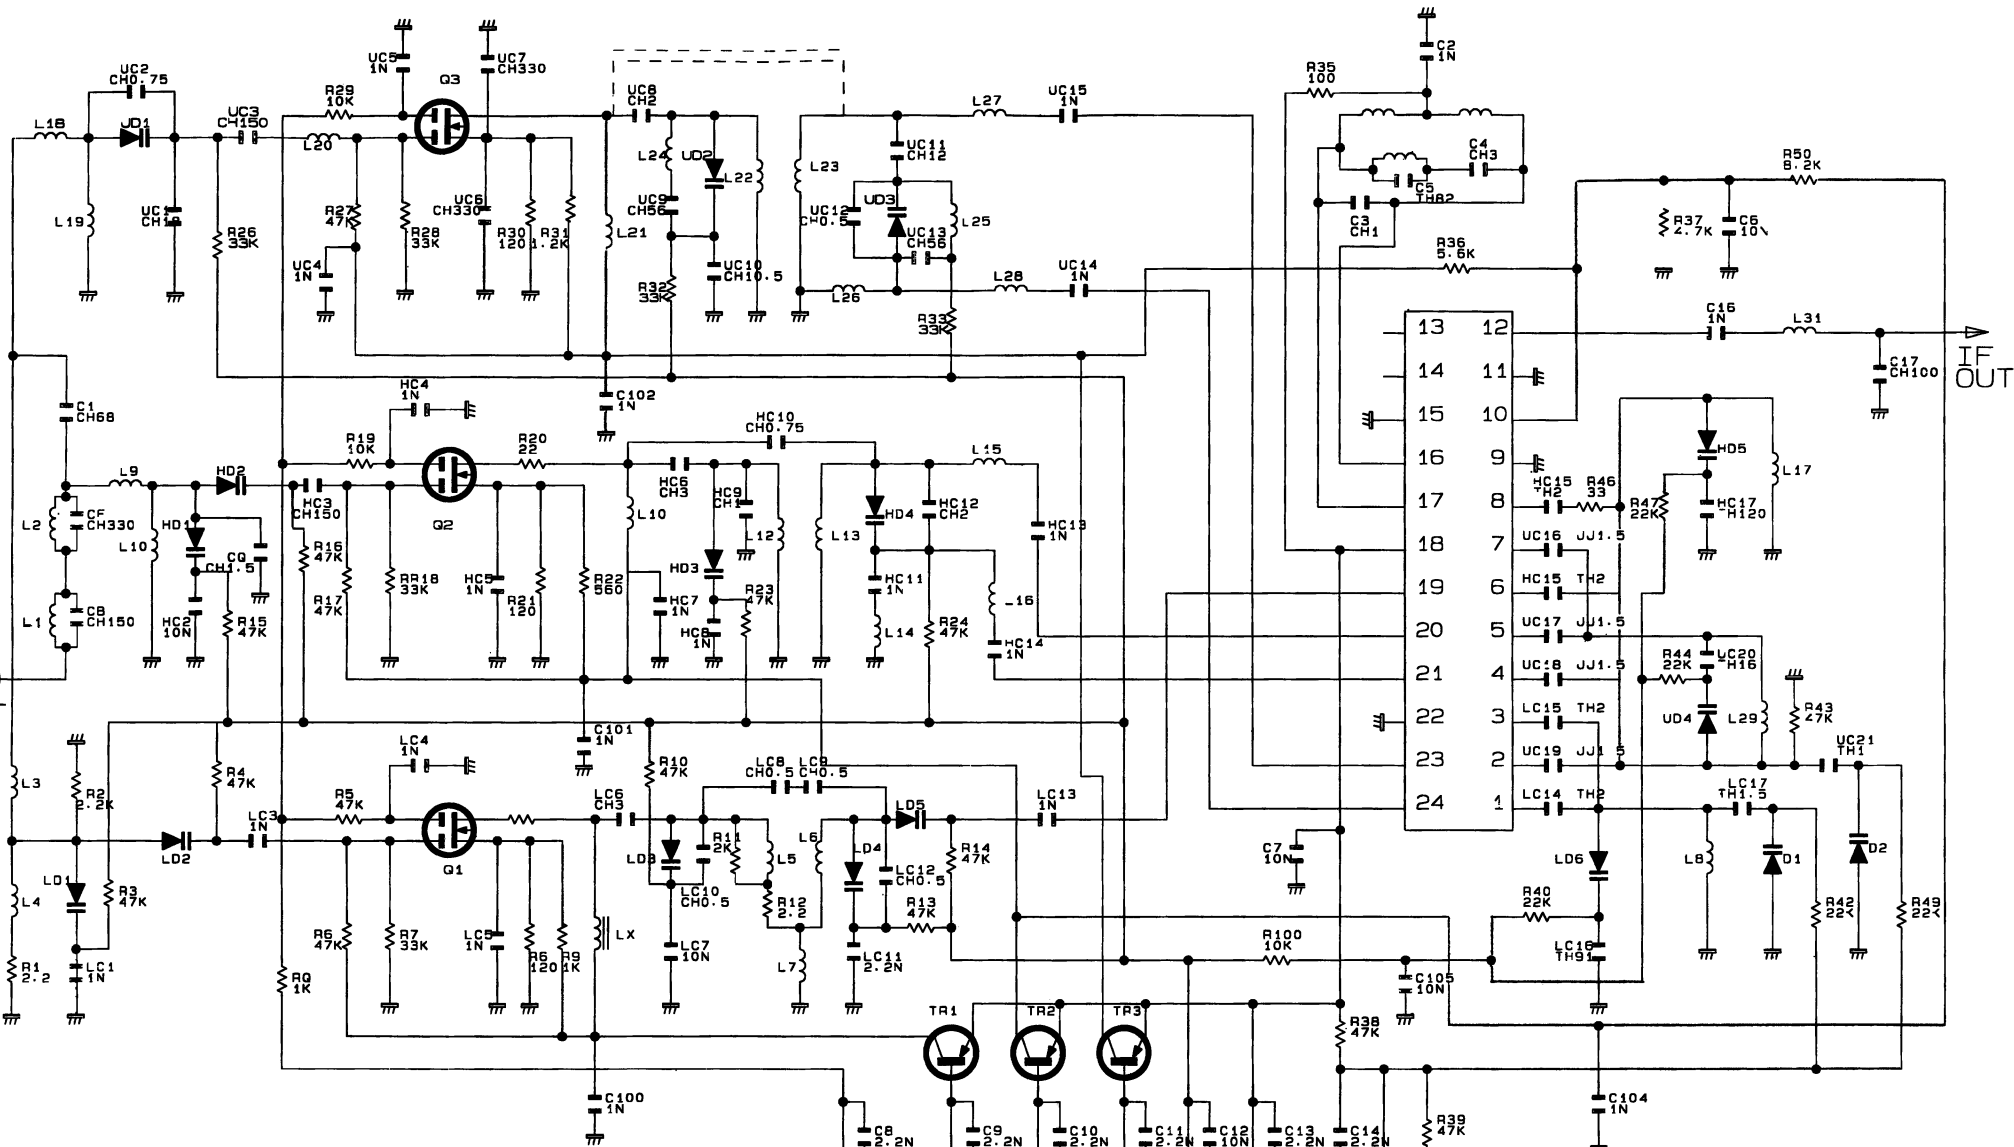 UC2
CH0.75
L18
L19
UC3
CH150
R26
33K
R29
10K
L20
R27
47K
UC4
1N
UC5
1N
Q3
UC7
CH330
R28
33K
UC6
CH330
R30
120
R31
1.2K
UC8
CH2
L21
L24
UD2
L22
UC9
CH56
UC10
CH10.5
R32
33K
L23
UC11
CH12
UC12
CH0.5
UD3
L25
UC13
CH56
L26
R33
33K
L27
UC15
1N
L28
UC14
1N
R35
100
C2
1N
C4
CH3
C5
TH82
C3
CH1
R36
5.6K
R50
8.2K
R37
4.7K
C6
C16
1N
L31
C17
CH100
IF
OUT
13 12
14 11
15 10
16 9
17 8
18 7
19 6
20 5
21 4
22 3
23 2
24 1
C1
CH68
L9
HD2
L2
CF
CH330
L10
HD1
CQ
CH1.5
HC3
CH150
R16
47K
L1
CB
CH150
HC2
10N
R15
47K
R17
47K
HC4
1N
R19
10K
Q2
R20
22
RR18
33K
HC5
1N
R21
120
R22
560
C102
1N
L10
HC6
CH3
HC10
CH0.75
HC9
CH1
HD3
L12
HC7
1N
HC8
1N
R23
47K
L13
HD4
HC12
CH2
HC11
1N
L14
R24
47K
L15
HC13
HC14
1N
HC15
TH2
R46
33
R47
22K
HD5
L17
HC17
UC16
HC15
TH2
UC17
UC18
JJ1.5
LC15
TH2
UC19
LC14
TH2
R44
22K
UC20
UD4
L29
R43
47K
UC21
TH1
LC17
TH1.5
LD6
L8
D1
D2
R40
22K
LC16
TH91
R42
R49
L3
R2
2.2K
L4
LD1
R3
47K
R1
2.2
LC1
1N
LD2
R4
47K
LC3
1N
R5
47K
LC4
1N
Q1
R6
47K
R7
33K
LC5
1N
R6
120
R9
1K
RQ
1K
LX
C101
1N
LC6
CH3
R10
47K
LC8
CH0.5
LC9
CH0.5
LD3
R11
2K
L5
LC10
CH0.5
R12
2.2
LC7
10N
L6
L7
LD4
LD5
LC12
CH0.5
R13
47K
R14
47K
LC11
2.2N
LC13
1N
C7
10N
R100
10K
C105
10N
TR1
TR2
TR3
R38
47K
C100
1N
C104
1N
C8
2.2N
C9
2.2N
C10
2.2N
C11
2.2N
C12
10N
C13
2.2N
C14
2.2N
R39
47K